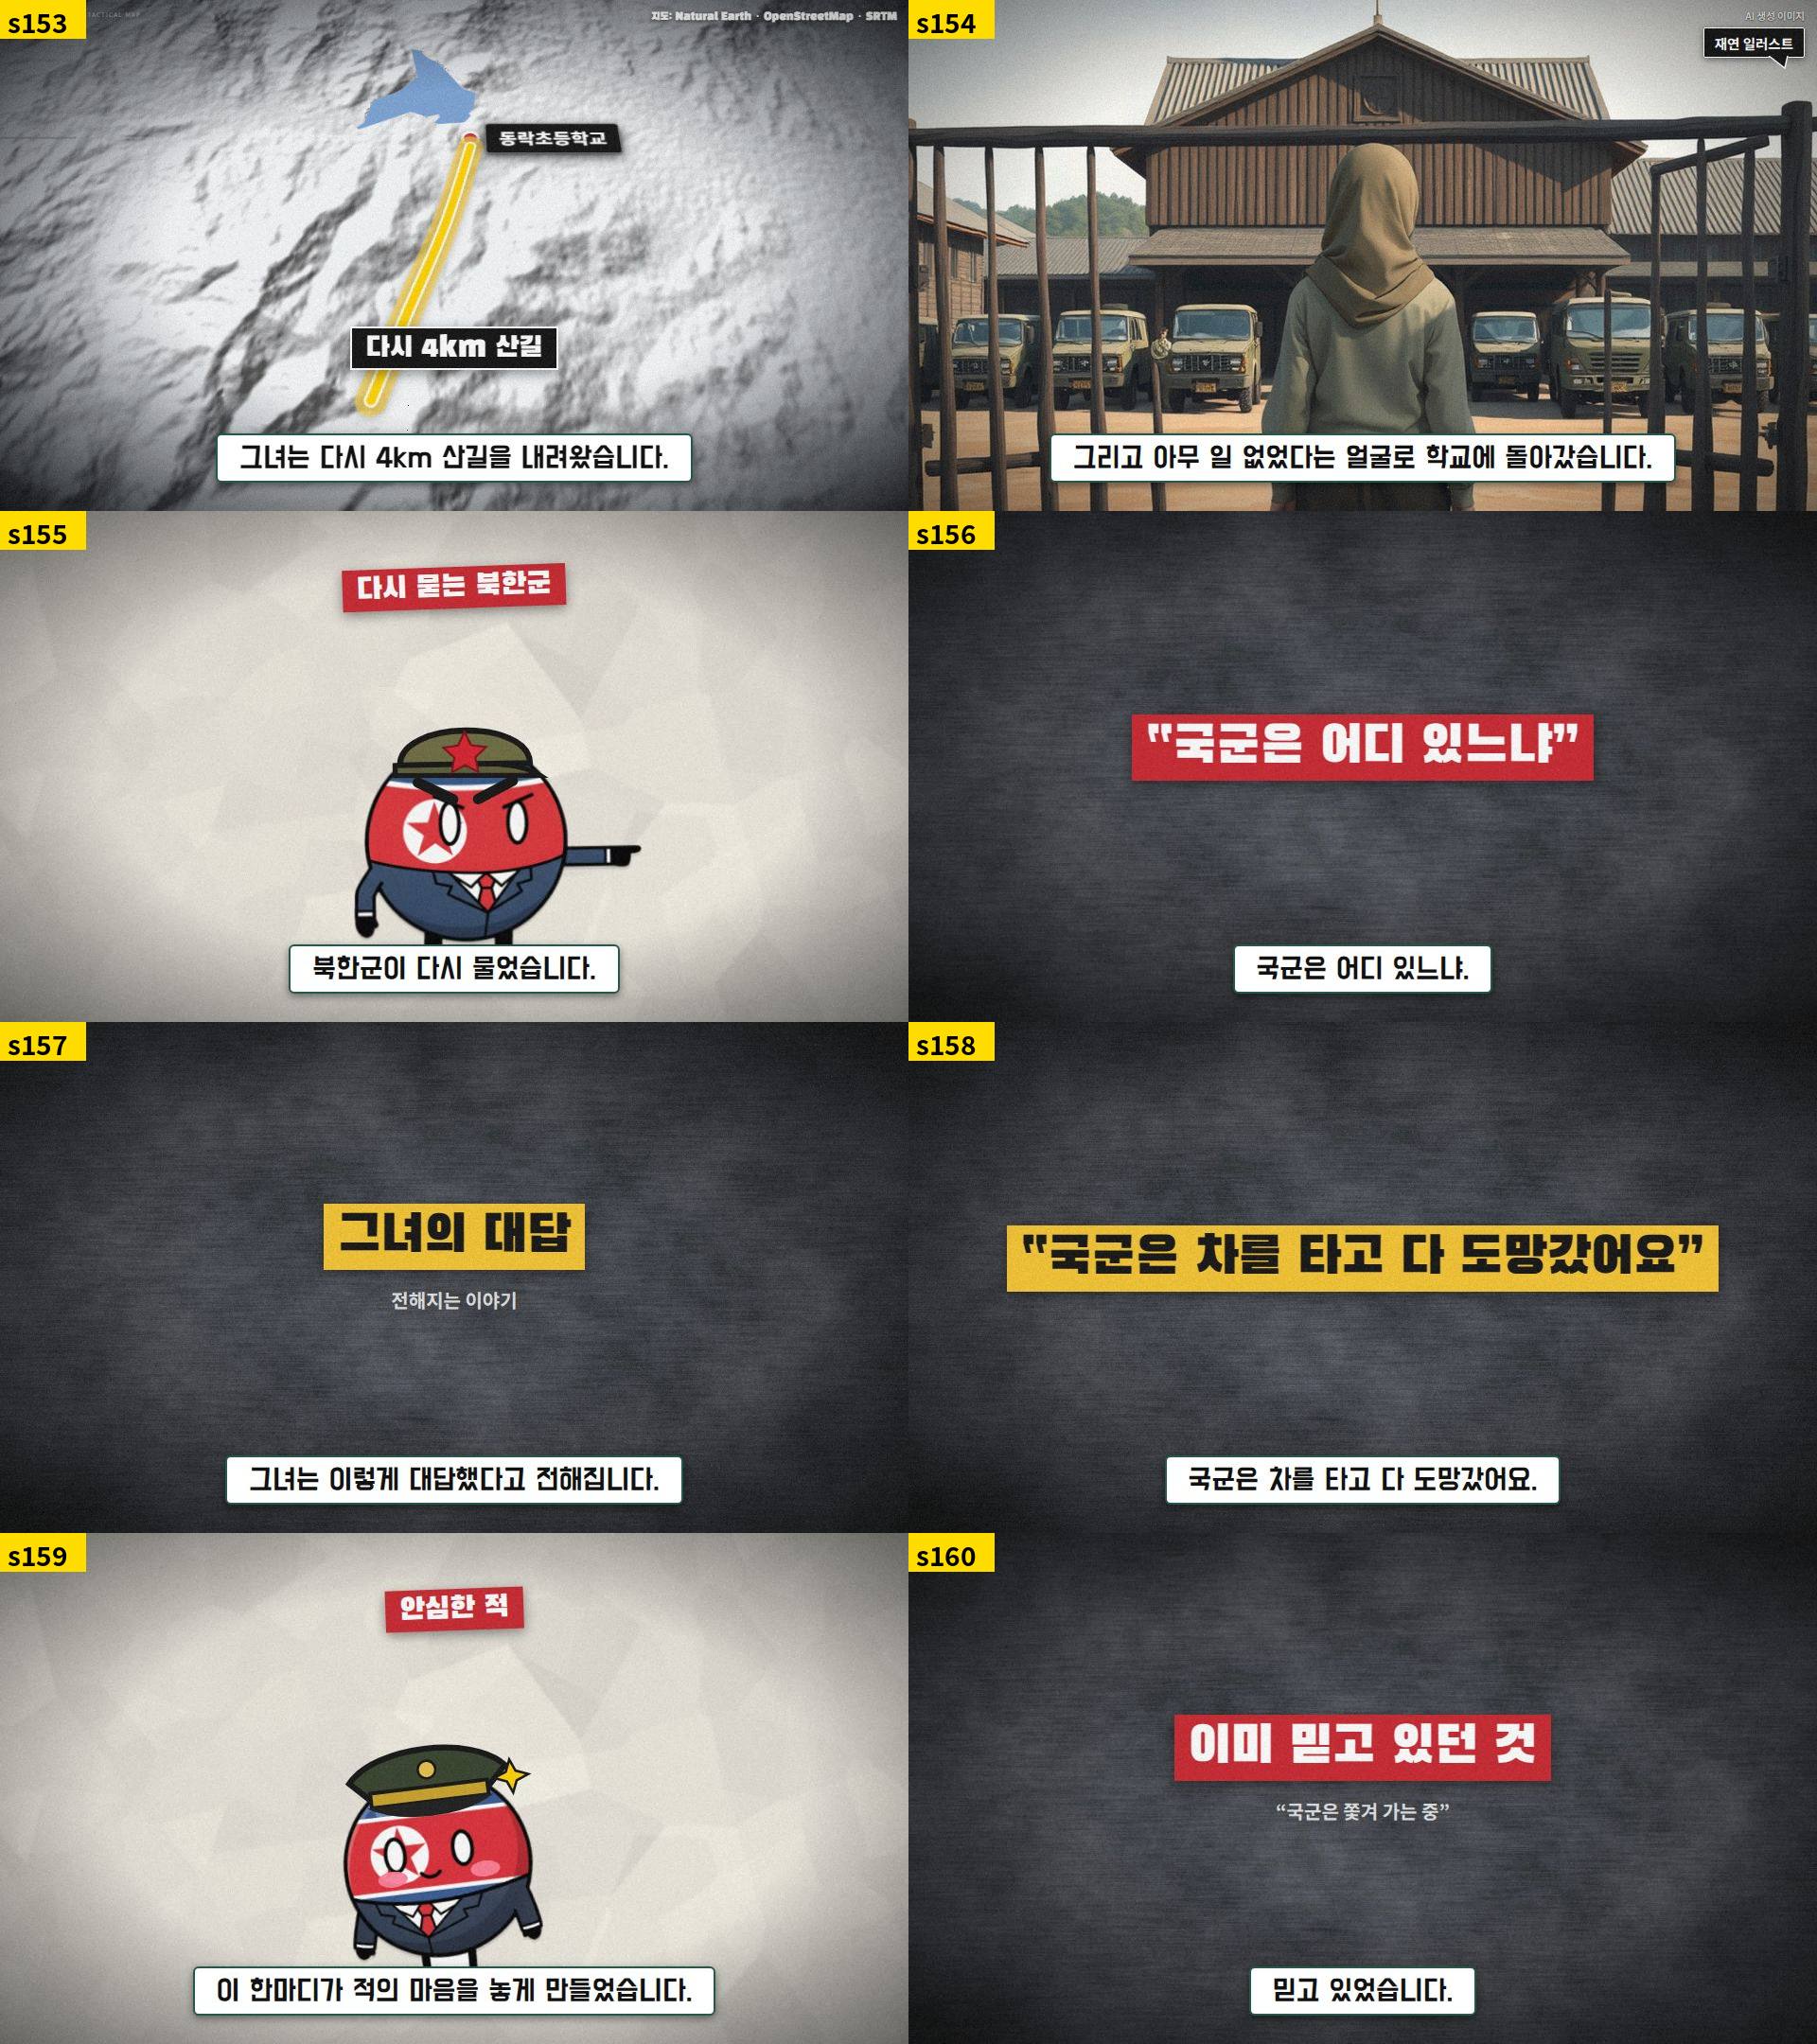 s153
TACTICAL MAP
지도: Natural Earth · OpenStreetMap · SRTM
동락초등학교
다시 4km 산길
그녀는 다시 4km 산길을 내려왔습니다.
s154
AI 생성 이미지
재연 일러스트
그리고 아무 일 없었다는 얼굴로 학교에 돌아갔습니다.
s155
다시 묻는 북한군
북한군이 다시 물었습니다.
s156
“국군은 어디 있느냐”
국군은 어디 있느냐.
s157
그녀의 대답
전해지는 이야기
그녀는 이렇게 대답했다고 전해집니다.
s158
“국군은 차를 타고 다 도망갔어요”
국군은 차를 타고 다 도망갔어요.
s159
안심한 적
이 한마디가 적의 마음을 놓게 만들었습니다.
s160
이미 믿고 있던 것
“국군은 쫓겨 가는 중”
믿고 있었습니다.